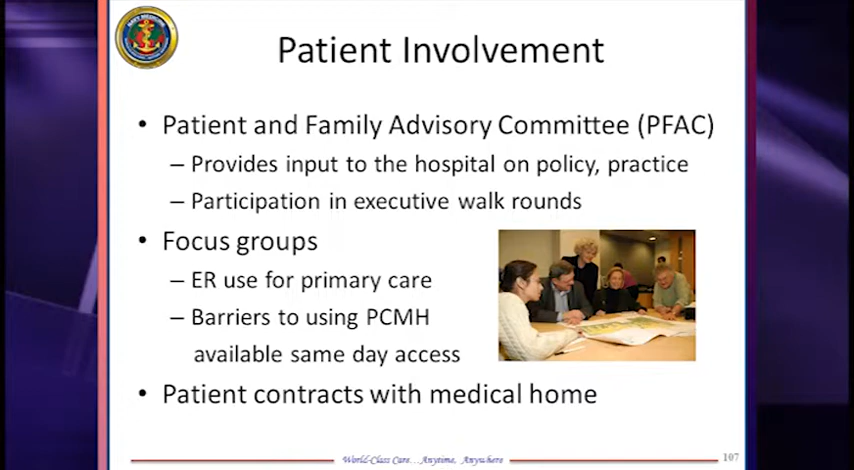 Patient Involvement
• Patient and Family Advisory Committee (PFAC)
– Provides input to the hospital on policy, practice
– Participation in executive walk rounds
• Focus groups
– ER use for primary care
– Barriers to using PCMH
available same day access
• Patient contracts with medical home
World-Class Care... Anytime, Anywhere
107